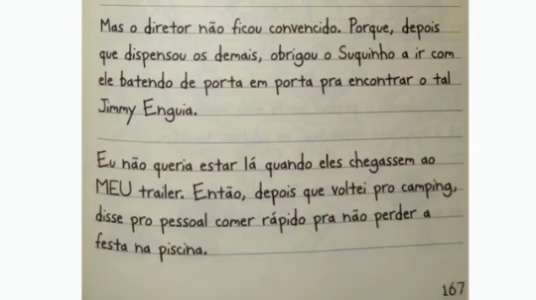 Mas o diretor não ficou convencido. Porque, depois
que dispensou os demais, obrigou o Suquinho a ir com
ele batendo de porta em porta pra encontrar o tal
Jimmy Enguia.
Eu não queria estar lá quando eles chegassem ao
MEU trailer. Então, depois que voltei pro camping,
disse pro pessoal comer rápido pra não perder a
festa na piscina.
167